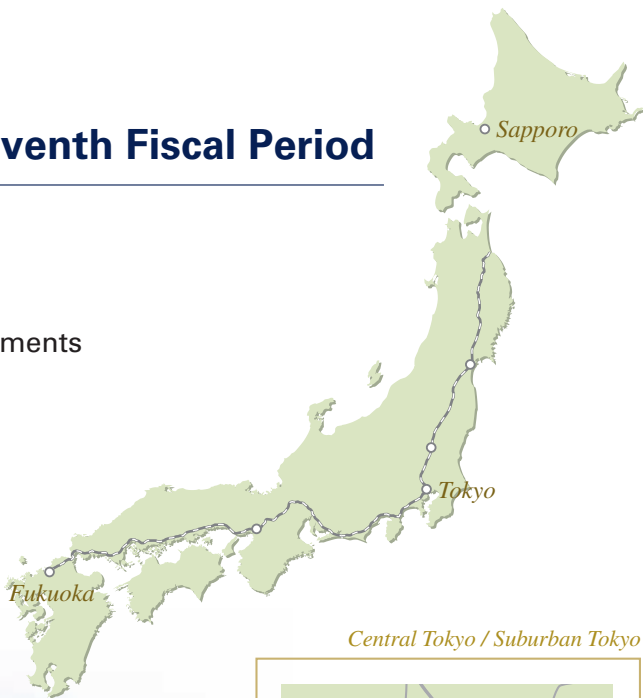 venth Fiscal Period
Sapporo
ments
Tokyo
Fukuoka
Central Tokyo / Suburban Tokyo